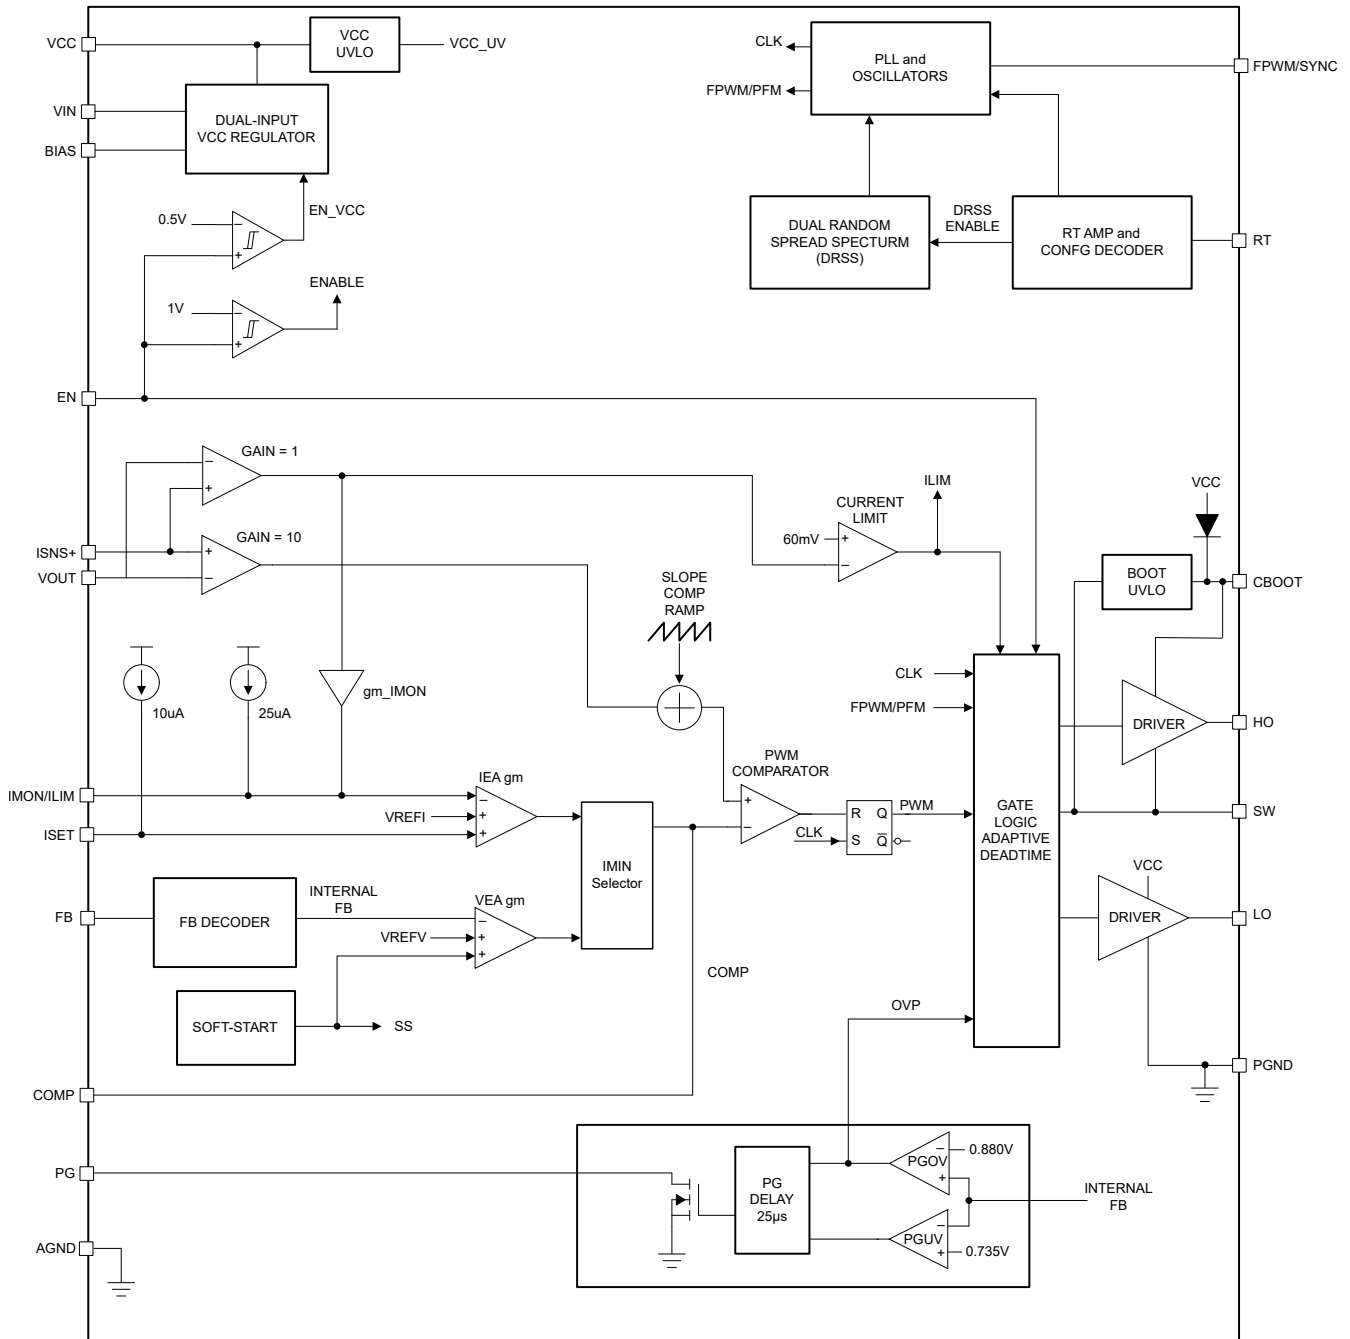 VCC
VCC
UVLO
VCC_UV
VIN
BIAS
DUAL-INPUT
VCC REGULATOR
EN_VCC
0.5V
−
+
ENABLE
1V
−
+
EN
CLK
FPWM/PFM
PLL and
OSCILLATORS
FPWM/SYNC
DUAL RANDOM
SPREAD SPECTURM
(DRSS)
DRSS
ENABLE
RT AMP and
CONFG DECODER
RT
GAIN = 1
−
+
GAIN = 10
+
−
ISNS+
VOUT
10uA
25uA
gm_IMON
SLOPE
COMP
RAMP
CURRENT
LIMIT
60mV
+
−
ILIM
VCC
BOOT
UVLO
CBOOT
CLK
FPWM/PFM
DRIVER
HO
IMON/ILIM
ISET
IEA gm
−
+
+
VREFI
IMIN
Selector
PWM
COMPARATOR
+
−
R Q
S Q̅
CLK
PWM
GATE
LOGIC
ADAPTIVE
DEADTIME
SW
VCC
DRIVER
LO
FB
FB DECODER
INTERNAL
FB
VEA gm
−
+
+
VREFV
SOFT-START
SS
COMP
OVP
PGND
COMP
PG
PG
DELAY
25µs
PGOV
−
+
0.880V
PGUV
−
+
0.735V
INTERNAL
FB
AGND